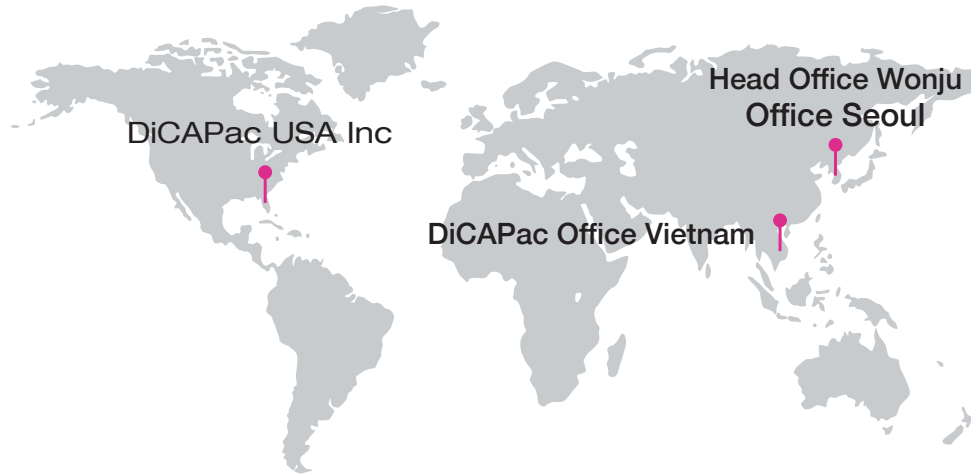 Head Office Wonju
Office Seoul
DiCAPac USA Inc
DiCAPac Office Vietnam